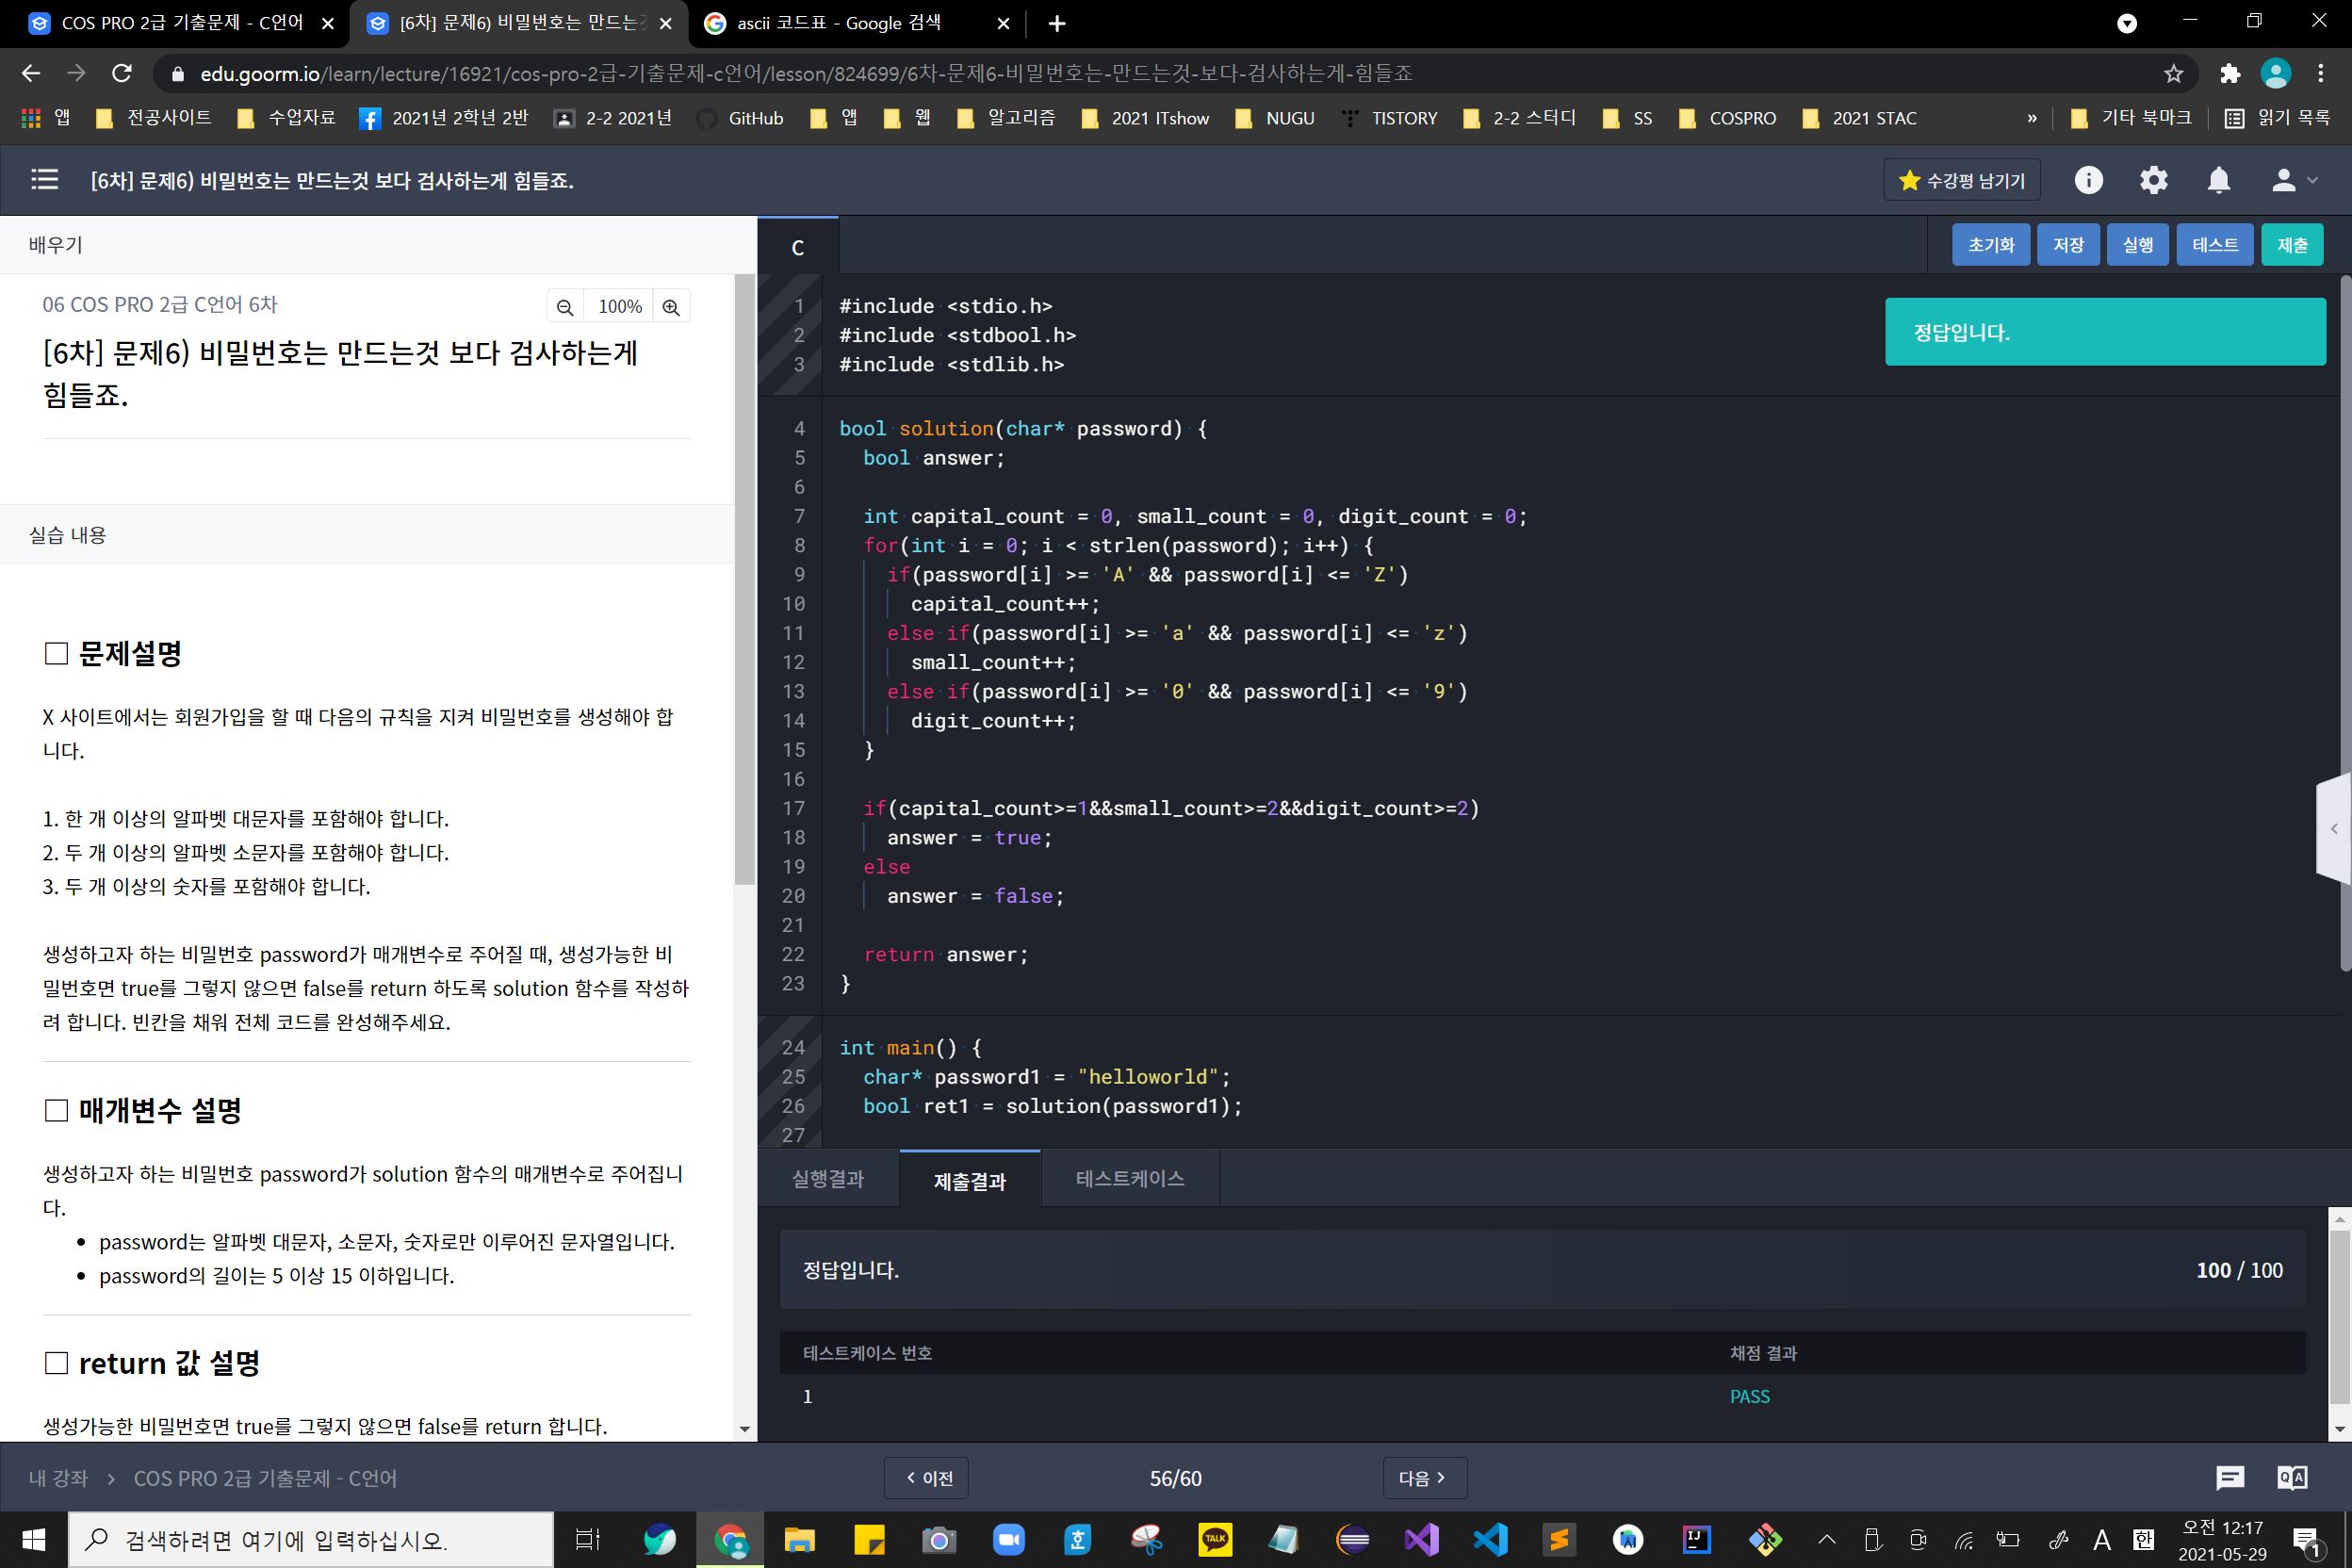 COS PRO 2급 기출문제 - C언어
[6차] 문제6) 비밀번호는 만드는
ascii 코드표 - Google 검색
edu.goorm.io/learn/lecture/16921/cos-pro-2급-기출문제-c언어/lesson/824699/6차-문제6-비밀번호는-만드는것-보다-검사하는게-힘들죠
앱 전공사이트 수업자료 2021년 2학년 2반 2-2 2021년 GitHub 앱 웹 알고리즘 2021 ITshow NUGU TISTORY 2-2 스터디 SS COSPRO 2021 STAC » 기타 북마크 읽기 목록
[6차] 문제6) 비밀번호는 만드는것 보다 검사하는게 힘들죠.
수강평 남기기
배우기
06 COS PRO 2급 C언어 6차
100%
[6차] 문제6) 비밀번호는 만드는것 보다 검사하는게
힘들죠.
실습 내용
□ 문제설명
X 사이트에서는 회원가입을 할 때 다음의 규칙을 지켜 비밀번호를 생성해야 합
니다.
1. 한 개 이상의 알파벳 대문자를 포함해야 합니다.
2. 두 개 이상의 알파벳 소문자를 포함해야 합니다.
3. 두 개 이상의 숫자를 포함해야 합니다.
생성하고자 하는 비밀번호 password가 매개변수로 주어질 때, 생성가능한 비
밀번호면 true를 그렇지 않으면 false를 return 하도록 solution 함수를 작성하
려 합니다. 빈칸을 채워 전체 코드를 완성해주세요.
□ 매개변수 설명
생성하고자 하는 비밀번호 password가 solution 함수의 매개변수로 주어집니
다.
• password는 알파벳 대문자, 소문자, 숫자로만 이루어진 문자열입니다.
• password의 길이는 5 이상 15 이하입니다.
□ return 값 설명
생성가능한 비밀번호면 true를 그렇지 않으면 false를 return 합니다.
C
초기화 저장 실행 테스트 제출
정답입니다.
1 #include <stdio.h>
2 #include <stdbool.h>
3 #include <stdlib.h>
4 bool solution(char* password) {
5   bool answer;
6
7   int capital_count = 0, small_count = 0, digit_count = 0;
8   for(int i = 0; i < strlen(password); i++) {
9     if(password[i] >= 'A' && password[i] <= 'Z')
10       capital_count++;
11     else if(password[i] >= 'a' && password[i] <= 'z')
12       small_count++;
13     else if(password[i] >= '0' && password[i] <= '9')
14       digit_count++;
15   }
16
17   if(capital_count>=1&&small_count>=2&&digit_count>=2)
18     answer = true;
19   else
20     answer = false;
21
22   return answer;
23 }
24 int main() {
25   char* password1 = "helloworld";
26   bool ret1 = solution(password1);
27
실행결과 제출결과 테스트케이스
정답입니다. 100 / 100
테스트케이스 번호 채점 결과
1 PASS
내 강좌 > COS PRO 2급 기출문제 - C언어
< 이전 56/60 다음 >
검색하려면 여기에 입력하십시오.
TALK
IJ
A 한
오전 12:17
2021-05-29
1